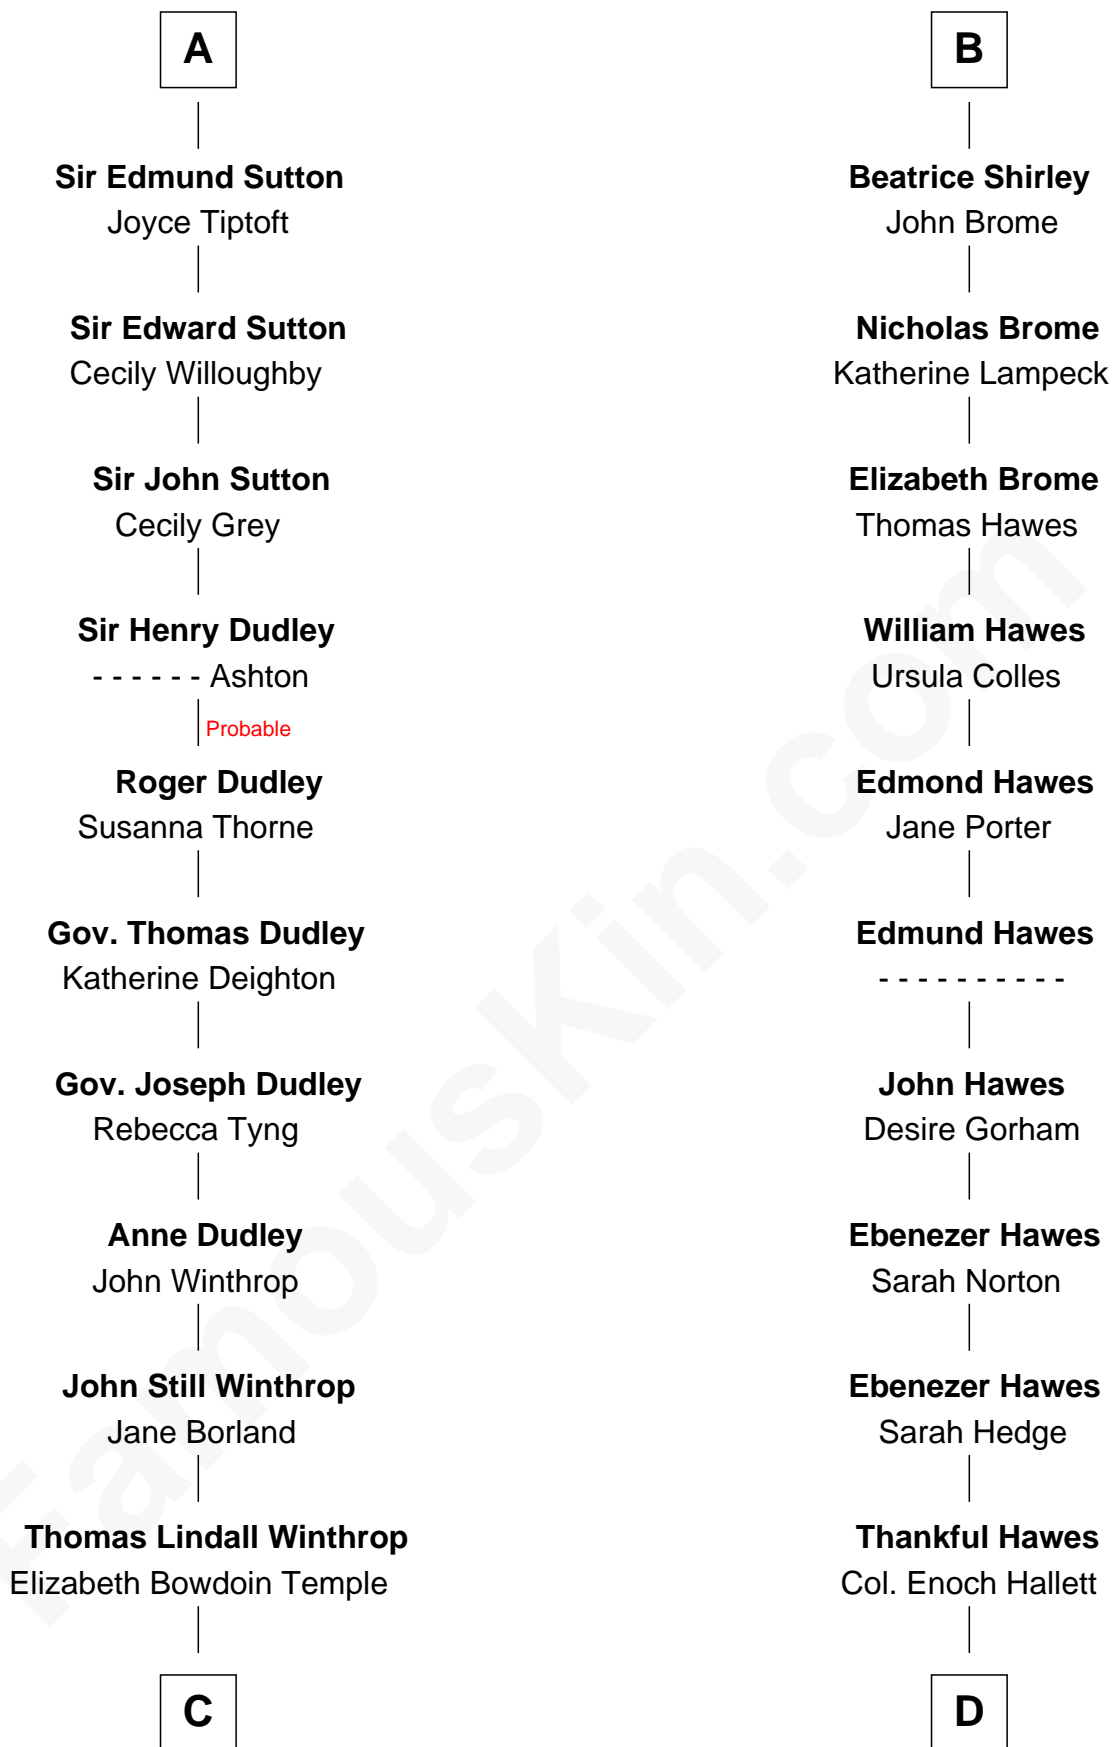 A
Sir Edmund Sutton
Joyce Tiptoft
Sir Edward Sutton
Cecily Willoughby
Sir John Sutton
Cecily Grey
Sir Henry Dudley
- - - - - - Ashton
Probable
Roger Dudley
Susanna Thorne
Gov. Thomas Dudley
Katherine Deighton
Gov. Joseph Dudley
Rebecca Tyng
Anne Dudley
John Winthrop
John Still Winthrop
Jane Borland
Thomas Lindall Winthrop
Elizabeth Bowdoin Temple
C
B
Beatrice Shirley
John Brome
Nicholas Brome
Katherine Lampeck
Elizabeth Brome
Thomas Hawes
William Hawes
Ursula Colles
Edmond Hawes
Jane Porter
Edmund Hawes
- - - - - - - - - -
John Hawes
Desire Gorham
Ebenezer Hawes
Sarah Norton
Ebenezer Hawes
Sarah Hedge
Thankful Hawes
Col. Enoch Hallett
D
FamousKin.com